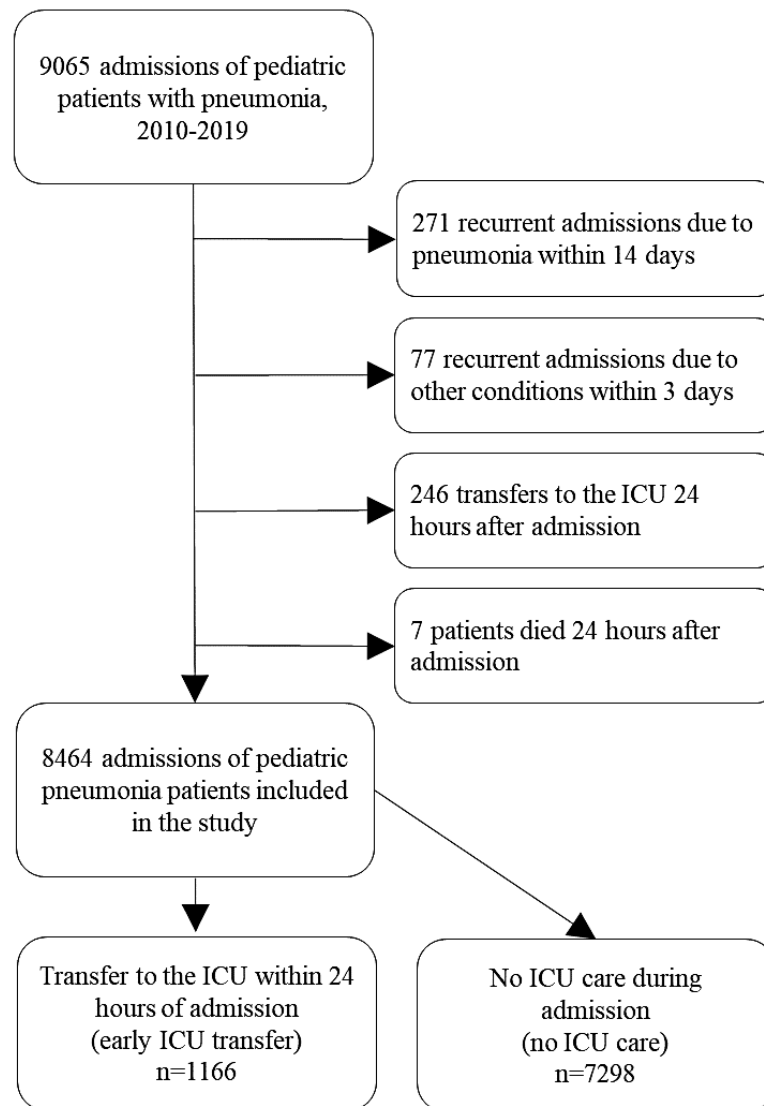 9065 admissions of pediatric
patients with pneumonia,
2010-2019
271 recurrent admissions due to
pneumonia within 14 days
77 recurrent admissions due to
other conditions within 3 days
246 transfers to the ICU 24
hours after admission
7 patients died 24 hours after
admission
8464 admissions of pediatric
pneumonia patients included
in the study
Transfer to the ICU within 24
hours of admission
(early ICU transfer)
n=1166
No ICU care during
admission
(no ICU care)
n=7298